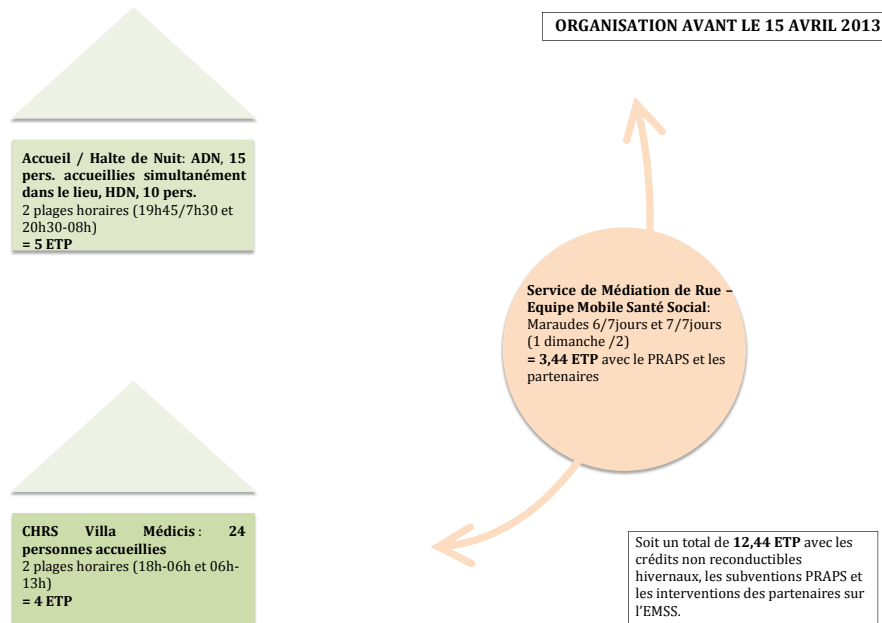 ORGANISATION AVANT LE 15 AVRIL 2013
Accueil / Halte de Nuit: ADN, 15
pers. accueillies simultanément
dans le lieu, HDN, 10 pers.
2 plages horaires (19h45/7h30 et
20h30-08h)
= 5 ETP
Service de Médiation de Rue –
Equipe Mobile Santé Social:
Maraudes 6/7jours et 7/7jours
(1 dimanche /2)
= 3,44 ETP avec le PRAPS et les
partenaires
CHRS Villa Médicis : 24
personnes accueillies
2 plages horaires (18h-06h et 06h-
13h)
= 4 ETP
Soit un total de 12,44 ETP avec les
crédits non reconductibles
hivernaux, les subventions PRAPS et
les interventions des partenaires sur
l’EMSS.